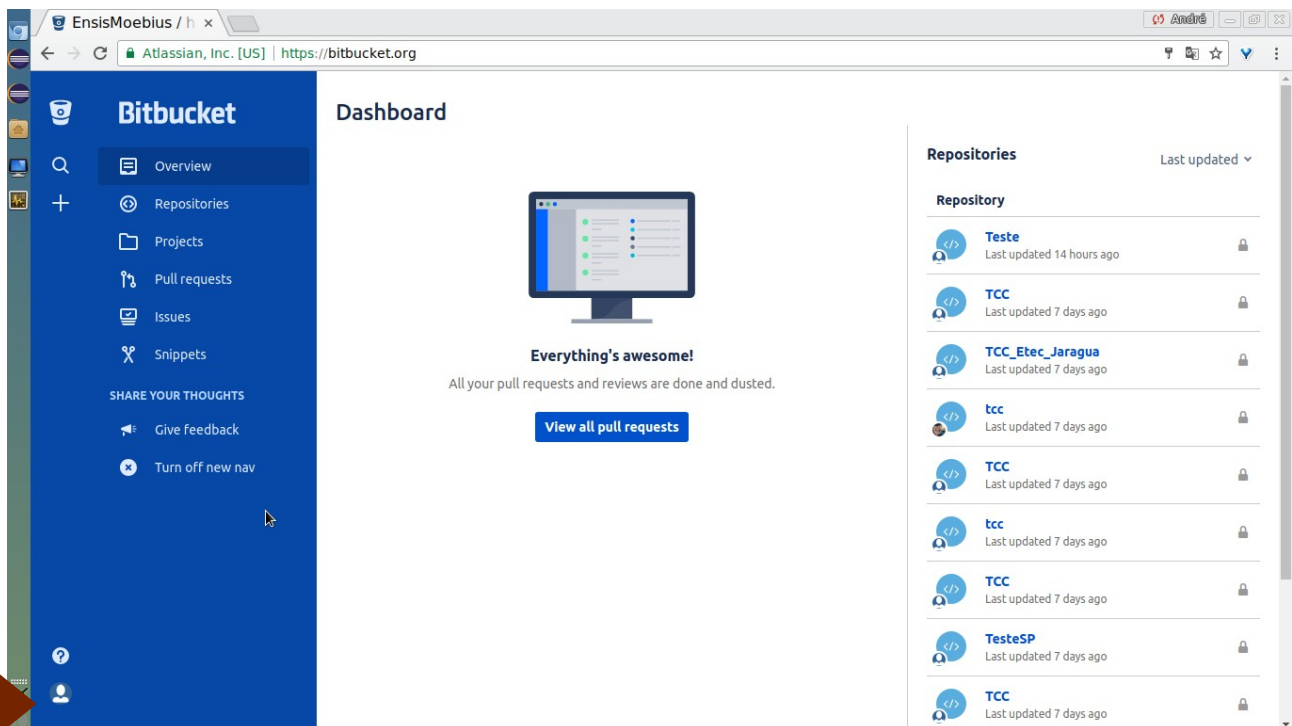 EnsisMoebius / h
André
Atlassian, Inc. [US] | https://bitbucket.org
Bitbucket
Overview
Repositories
Projects
Pull requests
Issues
Snippets
SHARE YOUR THOUGHTS
Give feedback
Turn off new nav
Dashboard
Everything's awesome!
All your pull requests and reviews are done and dusted.
View all pull requests
Repositories
Last updated
Repository
Teste
Last updated 14 hours ago
TCC
Last updated 7 days ago
TCC_Etec_Jaragua
Last updated 7 days ago
tcc
Last updated 7 days ago
TCC
Last updated 7 days ago
tcc
Last updated 7 days ago
TCC
Last updated 7 days ago
TesteSP
Last updated 7 days ago
TCC
Last updated 7 days ago